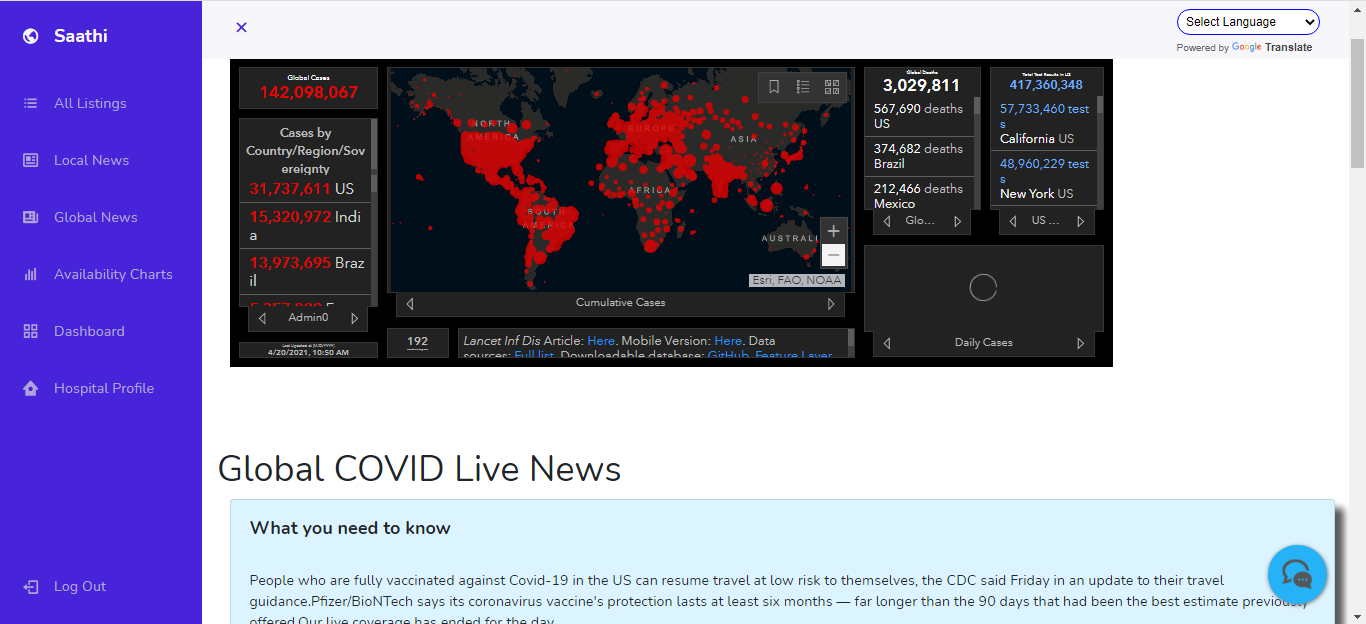 Saathi
All Listings
Local News
Global News
Availability Charts
Dashboard
Hospital Profile
Log Out
Select Language
Powered by Google Translate
Global Cases
142,098,067
Cases by
Country/Region/Sov
ereignty
31,737,611 US
15,320,972 Indi
a
13,973,695 Braz
il
Admin0
Last Updated at (M/D/YYYY)
4/20/2021, 10:50 AM
NORTH
AMERICA
SOUTH
AMERICA
EUROPE
AFRICA
ASIA
AUSTRALI
+
−
Esri, FAO, NOAA
Cumulative Cases
192
Lancet Inf Dis Article: Here. Mobile Version: Here. Data
sources: Full list. Downloadable database: GitHub, Feature Layer.
Global Deaths
3,029,811
567,690 deaths
US
374,682 deaths
Brazil
212,466 deaths
Mexico
Glo...
Total Test Results in US
417,360,348
57,733,460 test
s
California US
48,960,229 test
s
New York US
US ...
Daily Cases
Global COVID Live News
What you need to know
People who are fully vaccinated against Covid-19 in the US can resume travel at low risk to themselves, the CDC said Friday in an update to their travel
guidance.Pfizer/BioNTech says its coronavirus vaccine's protection lasts at least six months — far longer than the 90 days that had been the best estimate previously
offered.Our live coverage has ended for the day.